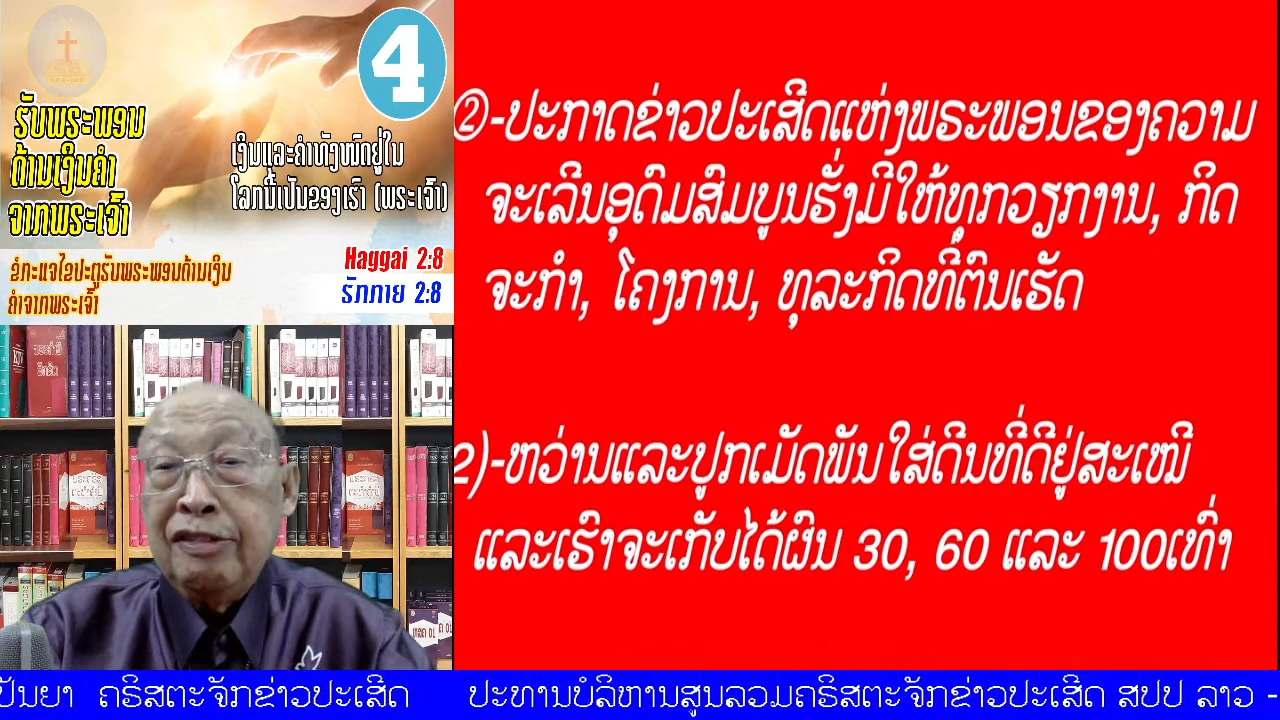 4
ຮັບພຣະພອນ
ດ້ານເງິນຄຳ
ຈາກພຣະເຈົ້າ
ເງິນແລະຄຳທັງໝົດຢູ່ໃນ
ໂລກນີ້ເປັນຂອງເຮົາ (ພຣະເຈົ້າ)
Haggai 2:8
ຮັກກາຍ 2:8
ຂໍກະແຈໄຂປະຕູຮັບພຣະພອນດ້ານເງິນ
ຄຳຈາກພຣະເຈົ້າ
②-ປະກາດຂ່າວປະເສີດແຫ່ງພຣະພອນຂອງຄວາມ
ຈະເລີນອຸດົມສົມບູນຮັ່ງມີໃຫ້ທຸກວຽກງານ, ກິດ
ຈະກຳ, ໂຄງການ, ທຸລະກິດທີ່ຕົນເຮັດ
2)-ຫວ່ານແລະປູກເມັດພັນໃສ່ດິນທີ່ດີຢູ່ສະເໝີ
ແລະເຮົາຈະເກັບໄດ້ຜົນ 30, 60 ແລະ 100ເທົ່າ
ປັນຍາ ຄຣິສຕະຈັກຂ່າວປະເສີດ ປະທານບໍລິຫານສູນລວມຄຣິສຕະຈັກຂ່າວປະເສີດ ສປປ ລາວ -